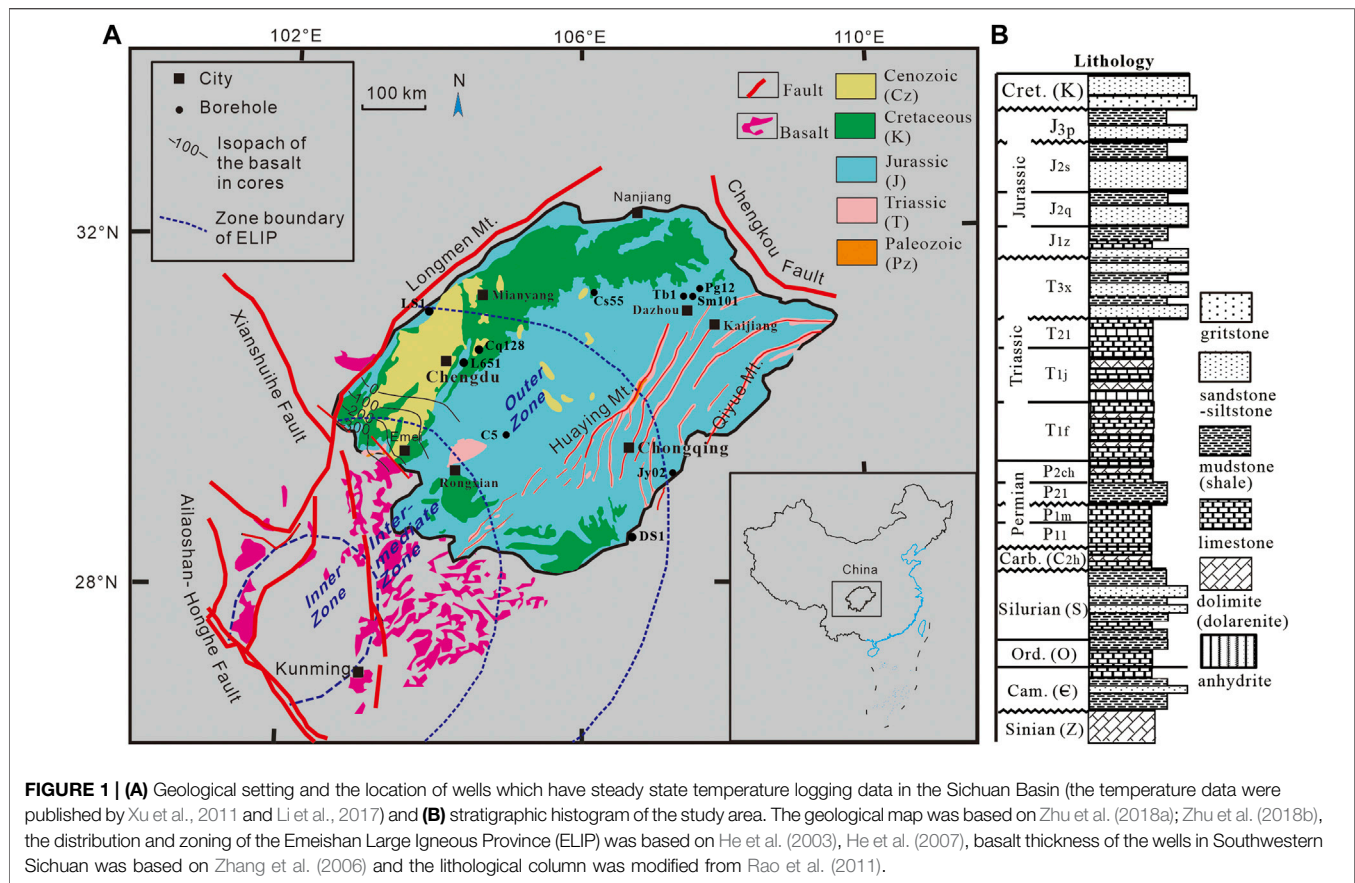 A
102°E
106°E
110°E
City
Borehole
-100- Isopach of
the basalt
in cores
Zone boundary
of ELIP
100 km
N
Fault
Basalt
Cenozoic
(Cz)
Cretaceous
(K)
Jurassic
(J)
Triassic
(T)
Paleozoic
(Pz)
32°N
28°N
Nanjiang
Chengkou Fault
Longmen Mt.
Xianshuihe Fault
LS1
Mianyang
Cs55
Tb1
Pg12
Sm101
Dazhou
Kaijiang
Cq128
L651
Chengdu
Outer
Zone
Huaying Mt.
Qiyue Mt.
0
100
200
Emei
C5
Rongxian
Chongqing
Jy02
DS1
Inter-
mediate
Zone
Inner
Zone
Ailaoshan-
Honghe Fault
Kunming
China
B
Lithology
Cret. (K)
Jurassic
J3p
J2s
J2q
J1z
Triassic
T3x
T21
T1j
T1f
Permian
P2ch
P21
P1m
P11
Carb. (C2h)
Silurian (S)
Ord. (O)
Cam. (Є)
Sinian (Z)
gritstone
sandstone
-siltstone
mudstone
(shale)
limestone
dolimite
(dolarenite)
anhydrite
FIGURE 1 | (A) Geological setting and the location of wells which have steady state temperature logging data in the Sichuan Basin (the temperature data were
published by Xu et al., 2011 and Li et al., 2017) and (B) stratigraphic histogram of the study area. The geological map was based on Zhu et al. (2018a); Zhu et al. (2018b),
the distribution and zoning of the Emeishan Large Igneous Province (ELIP) was based on He et al. (2003), He et al. (2007), basalt thickness of the wells in Southwestern
Sichuan was based on Zhang et al. (2006) and the lithological column was modified from Rao et al. (2011).